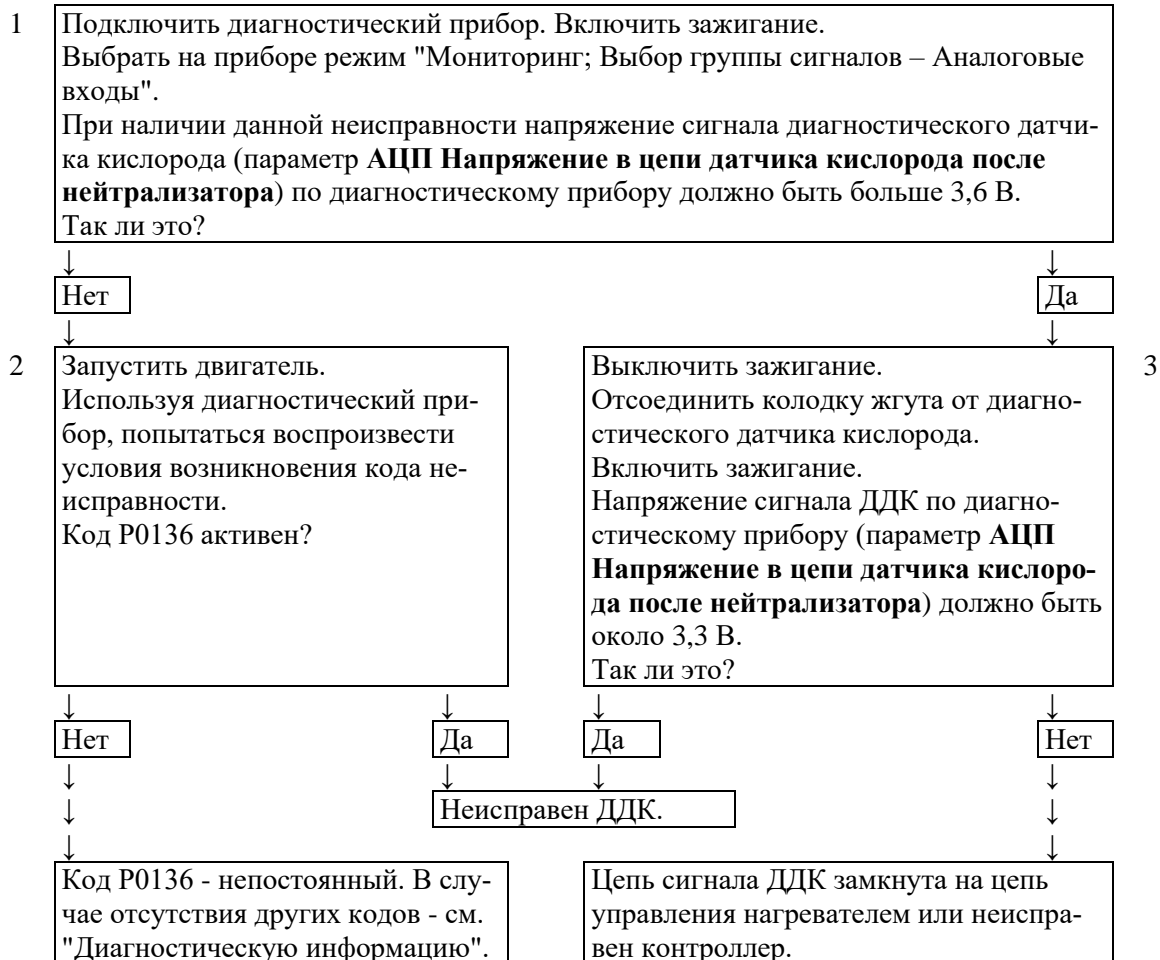 1
Подключить диагностический прибор. Включить зажигание.
Выбрать на приборе режим "Мониторинг; Выбор группы сигналов – Аналоговые
входы".
При наличии данной неисправности напряжение сигнала диагностического датчи-
ка кислорода (параметр АЦП Напряжение в цепи датчика кислорода после
нейтрализатора) по диагностическому прибору должно быть больше 3,6 В.
Так ли это?
↓ ↓
Нет Да
↓ ↓
2
Запустить двигатель.
Используя диагностический при-
бор, попытаться воспроизвести
условия возникновения кода не-
исправности.
Код Р0136 активен?
3
Выключить зажигание.
Отсоединить колодку жгута от диагно-
стического датчика кислорода.
Включить зажигание.
Напряжение сигнала ДДК по диагно-
стическому прибору (параметр АЦП
Напряжение в цепи датчика кислоро-
да после нейтрализатора) должно быть
около 3,3 В.
Так ли это?
↓ ↓ ↓ ↓
Нет Да Да Нет
↓ ↓ ↓ ↓
↓ Неисправен ДДК. ↓
↓ ↓
Код Р0136 - непостоянный. В слу-
чае отсутствия других кодов - см.
"Диагностическую информацию".
Цепь сигнала ДДК замкнута на цепь
управления нагревателем или неиспра-
вен контроллер.